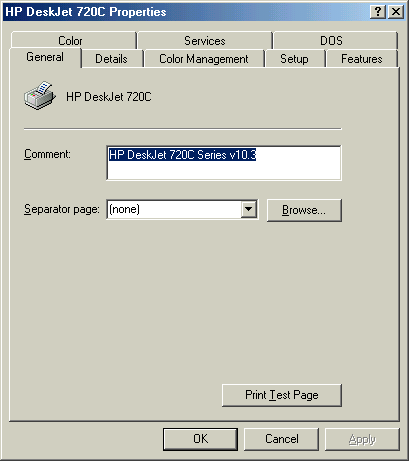 HP DeskJet 720C Properties
Color Services DOS
General Details Color Management Setup Features
HP DeskJet 720C
Comment: HP DeskJet 720C Series v10.3
Separator page: (none) Browse...
Print Test Page
OK Cancel Apply